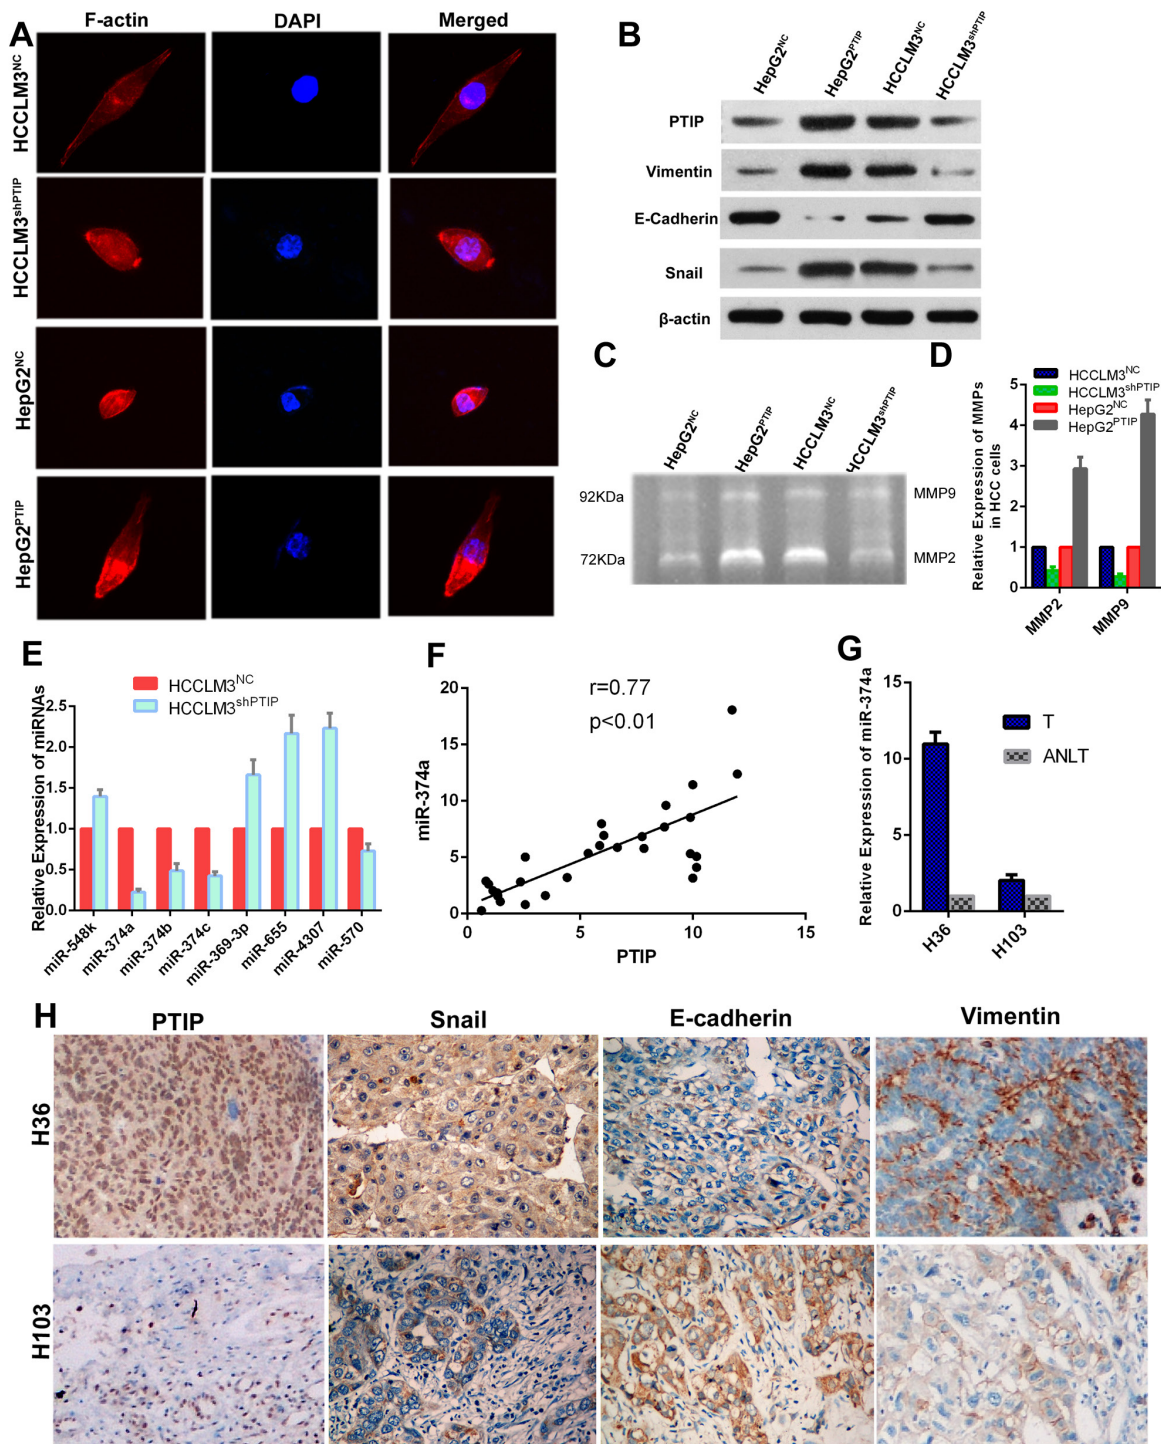 A
F-actin DAPI Merged
HCCLM3NC
HCCLM3shPTIP
HepG2NC
HepG2PTIP
B
HepG2NC HepG2PTIP HCCLM3NC HCCLM3shPTIP
PTIP
Vimentin
E-Cadherin
Snail
β-actin
C
HepG2NC HepG2PTIP HCCLM3NC HCCLM3shPTIP
92KDa MMP9
72KDa MMP2
D
HCCLM3NC
HCCLM3shPTIP
HepG2NC
HepG2PTIP
Relative Expression of MMPs
in HCC cells
5
4
3
2
1
0
MMP2 MMP9
E
HCCLM3NC
HCCLM3shPTIP
Relative Expression of miRNAs
2.5
2.0
1.5
1.0
0.5
0.0
miR-548k miR-374a miR-374b miR-374c miR-369-3p miR-655 miR-4307 miR-570
F
r=0.77
p<0.01
miR-374a
20
15
10
5
0
0 5 10 15
PTIP
G
T
ANLT
Relative Expression of miR-374a
15
10
5
0
H36 H103
H
PTIP Snail E-cadherin Vimentin
H36
H103